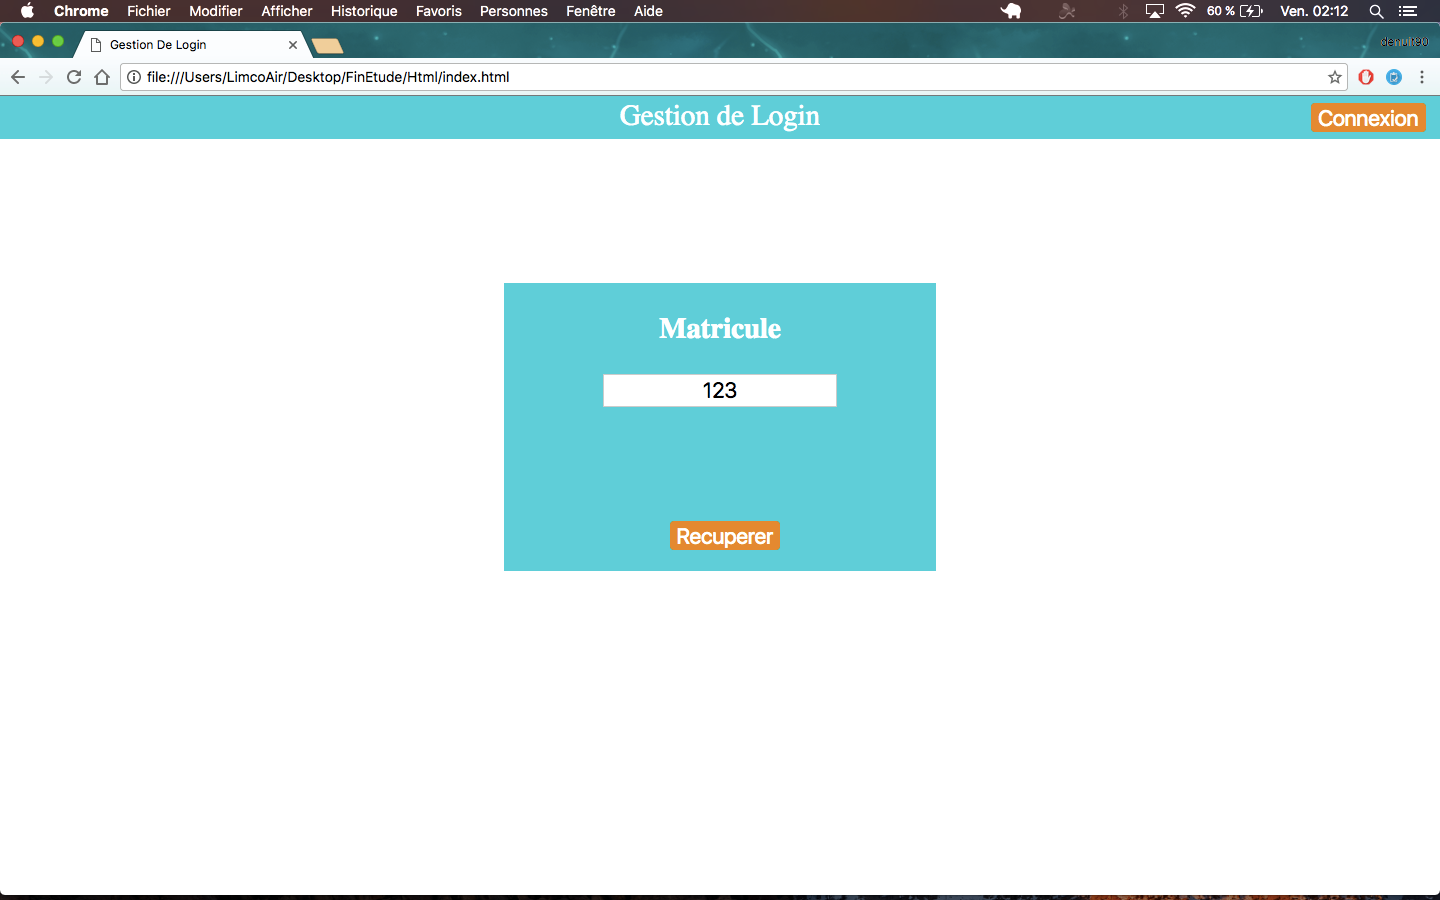 Chrome Fichier Modifier Afficher Historique Favoris Personnes Fenêtre Aide 60 % Ven. 02:12
Gestion De Login
denuit90
file:///Users/LimcoAir/Desktop/FinEtude/Html/index.html
Gestion de Login
Connexion
Matricule
123
Recuperer